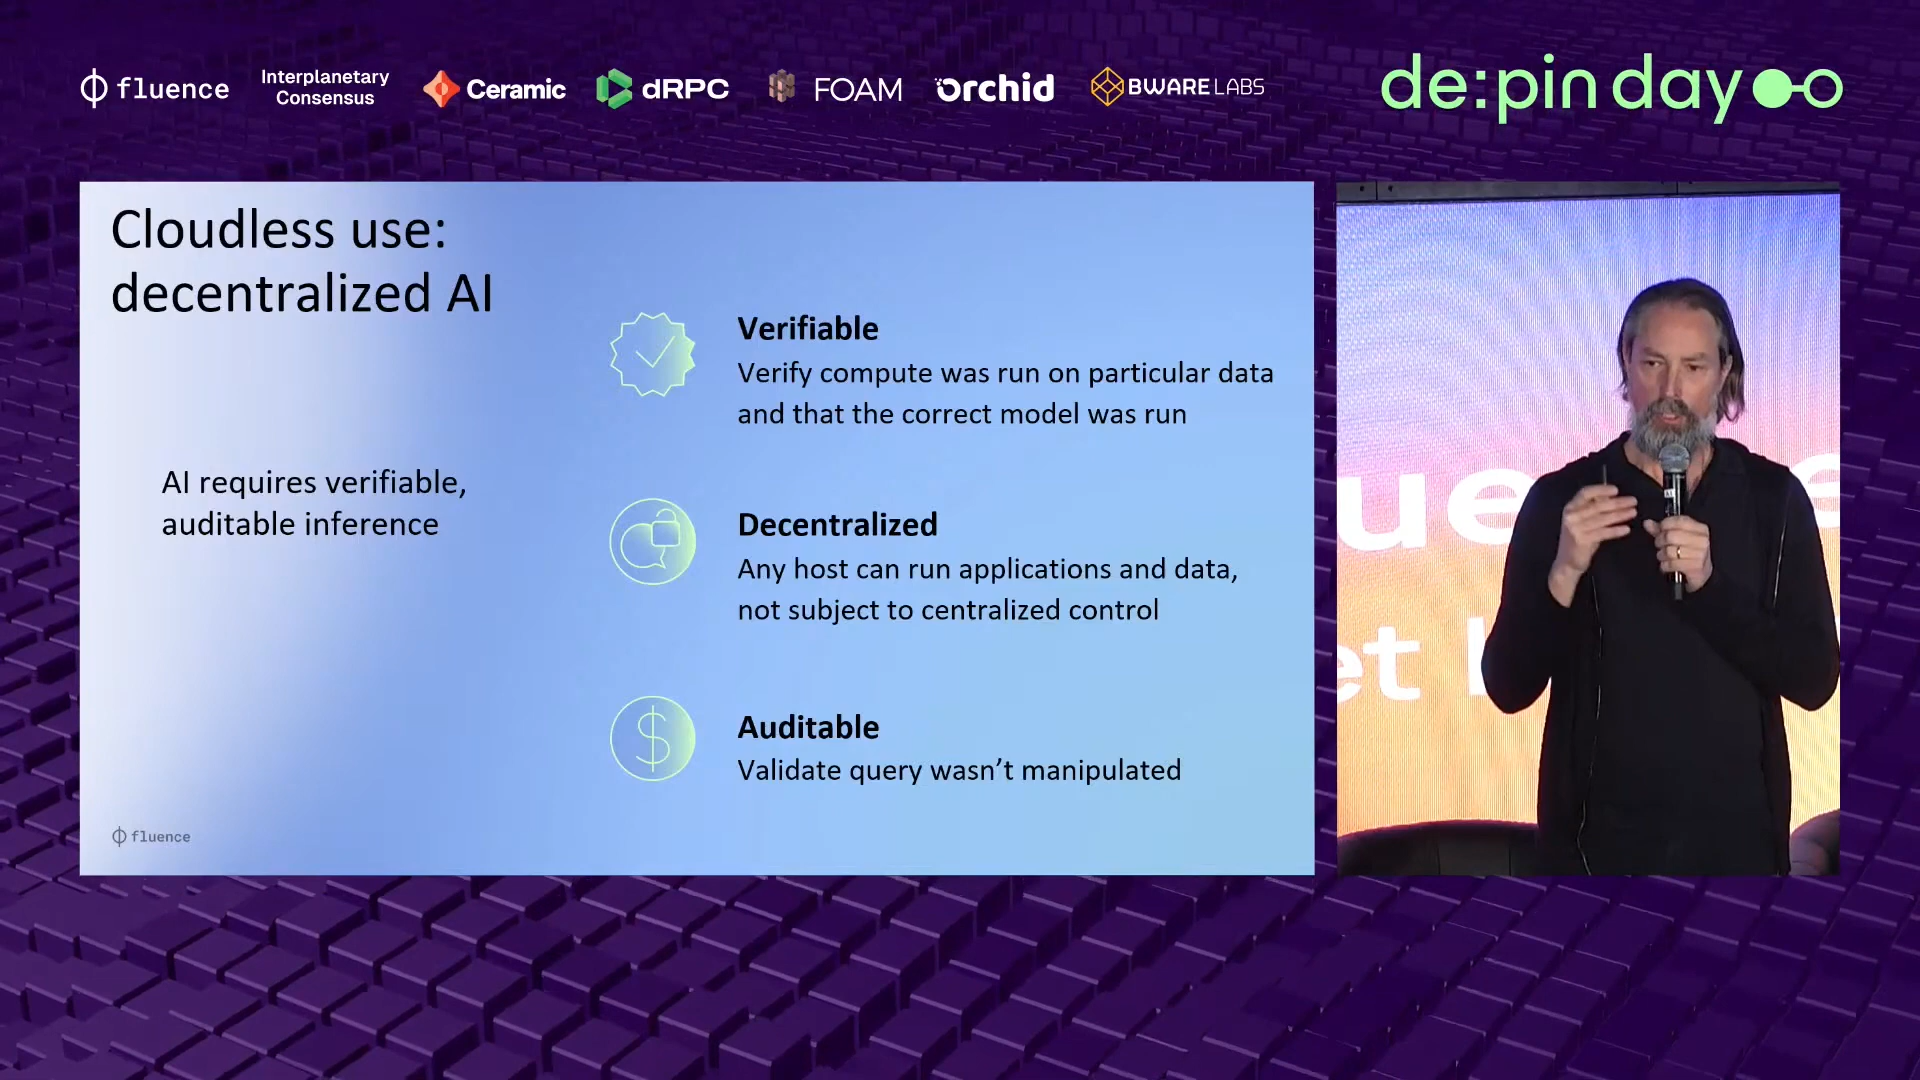 fluence
Interplanetary
Consensus
Ceramic
dRPC
FOAM
orchid
BWARE LABS
de:pin day
Cloudless use:
decentralized AI
AI requires verifiable,
auditable inference
Verifiable
Verify compute was run on particular data
and that the correct model was run
Decentralized
Any host can run applications and data,
not subject to centralized control
Auditable
Validate query wasn’t manipulated
fluence
ue
et